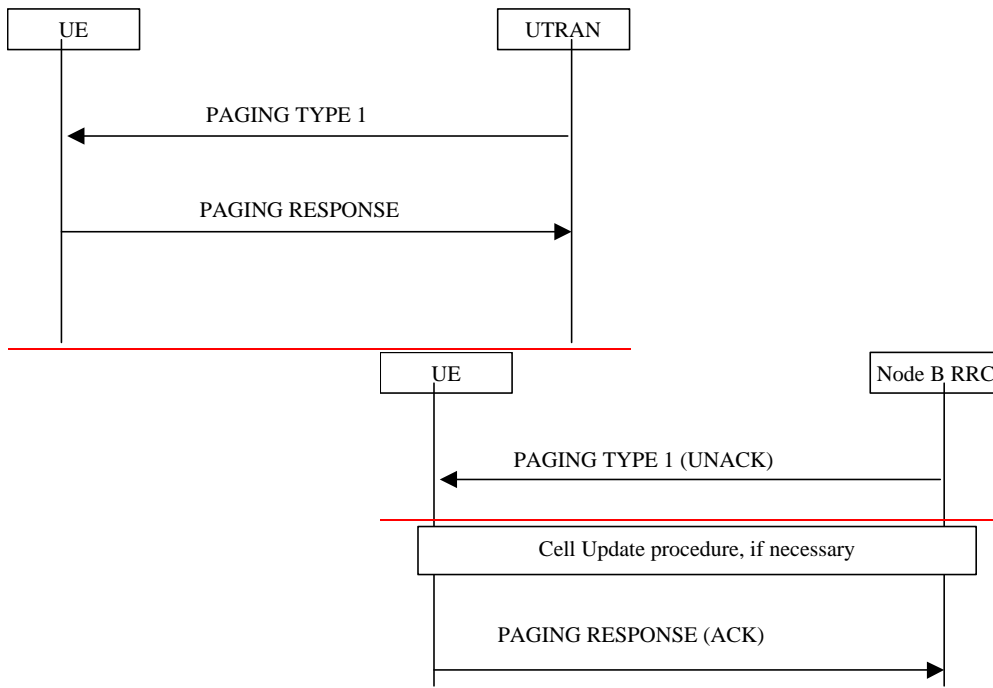 UE
UTRAN
PAGING TYPE 1
PAGING RESPONSE
UE
Node B RRC
PAGING TYPE 1 (UNACK)
Cell Update procedure, if necessary
PAGING RESPONSE (ACK)